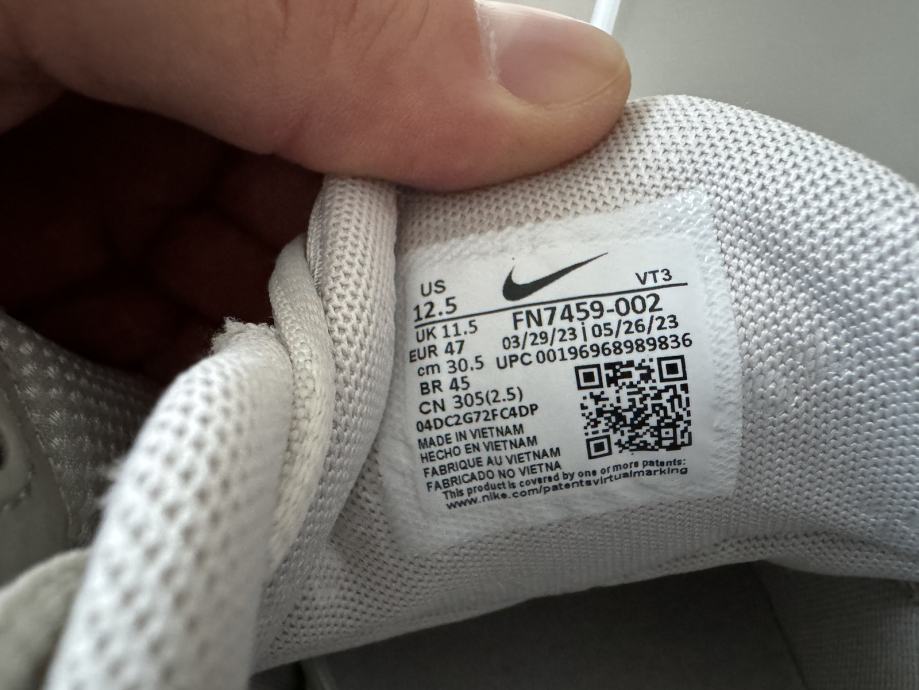 US
12.5
VT3
UK 11.5
FN7459-002
EUR 47
03/29/23 | 05/26/23
cm 30.5
UPC 00196968989836
BR 45
CN 305(2.5)
04DC2G72FC4DP
MADE IN VIETNAM
HECHO EN VIETNAM
FABRIQUE AU VIETNAM
FABRICADO NO VIETNA
This product is covered by one or more patents:
www.nike.com/patentsvirtualmarking